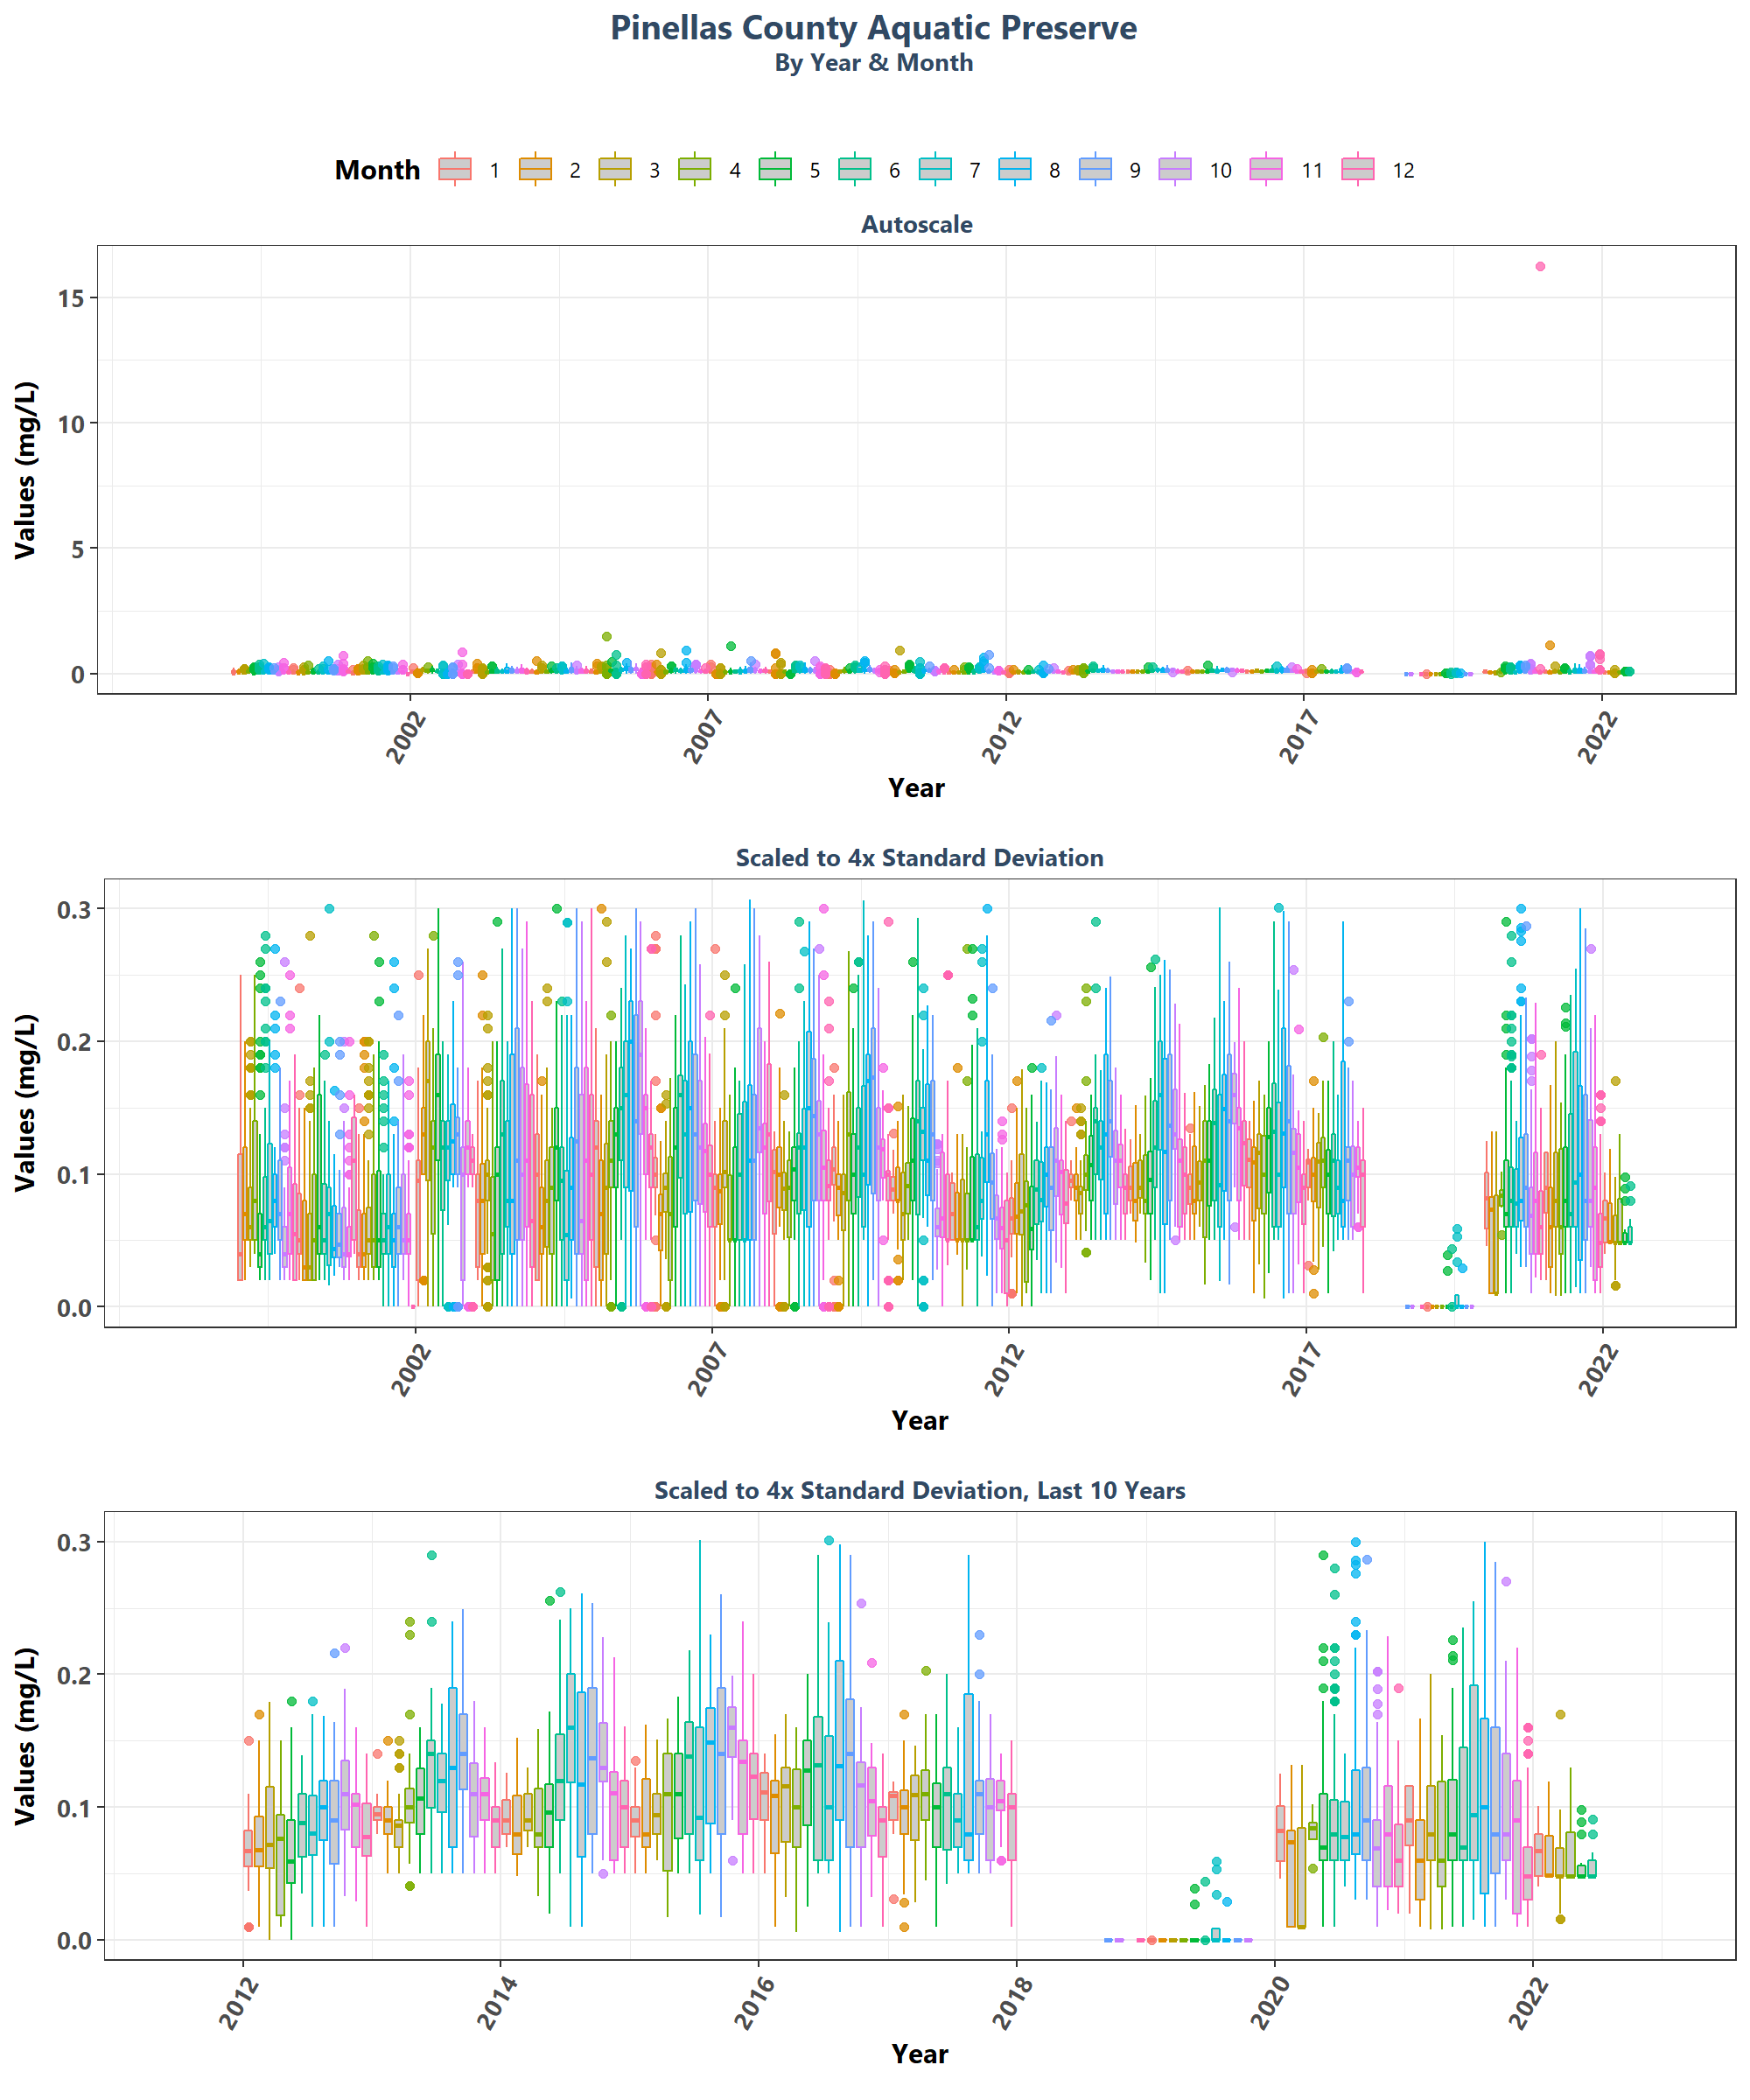 Pinellas County Aquatic Preserve
By Year & Month
Month 1 2 3 4 5 6 7 8 9 10 11 12
Autoscale
Values (mg/L)
15
10
5
0
2002 2007 2012 2017 2022
Year
Scaled to 4x Standard Deviation
Values (mg/L)
0.3
0.2
0.1
0.0
2002 2007 2012 2017 2022
Year
Scaled to 4x Standard Deviation, Last 10 Years
Values (mg/L)
0.3
0.2
0.1
0.0
2012 2014 2016 2018 2020 2022
Year